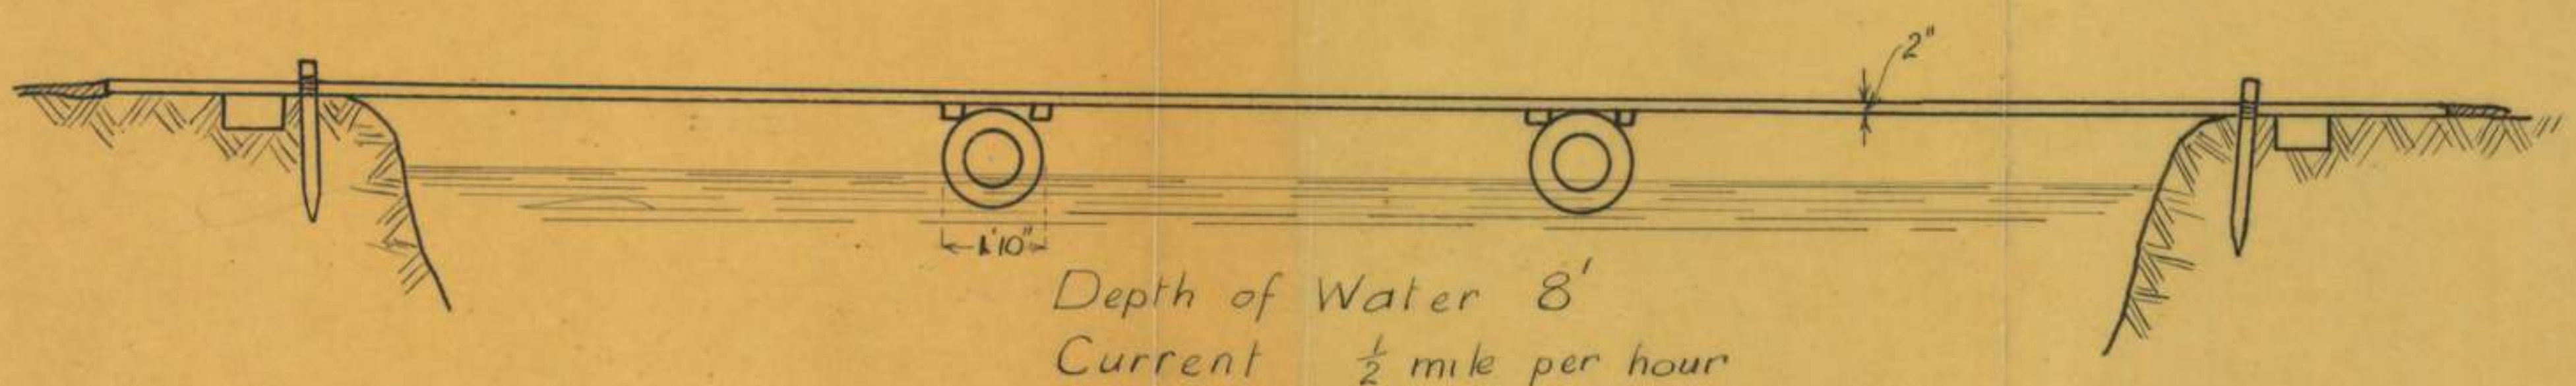 2"
1'10"
Depth of Water 8'
Current ½ mile per hour